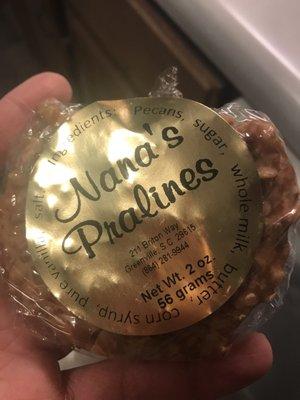 Ingredients: Pecans, sugar, whole milk, butter, corn syrup, pure vanilla, salt
Nana's
Pralines
211 Briton Way
Greenville, S. C. 29615
(864) 281-9944
Net Wt. 2 oz.
56 grams